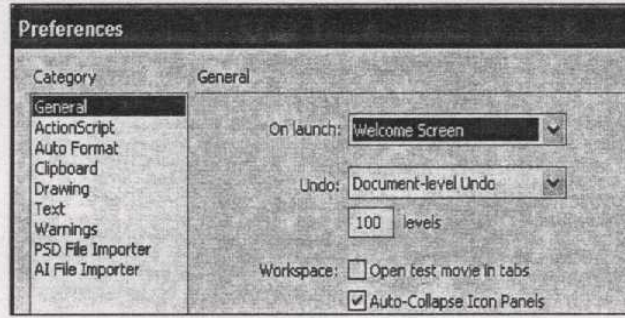 Preferences
Category
General
ActionScript
Auto Format
Clipboard
Drawing
Text
Warnings
PSD File Importer
AI File Importer
General
On launch: Welcome Screen
Undo: Document-level Undo
100 levels
Workspace: Open test movie in tabs
Auto-Collapse Icon Panels